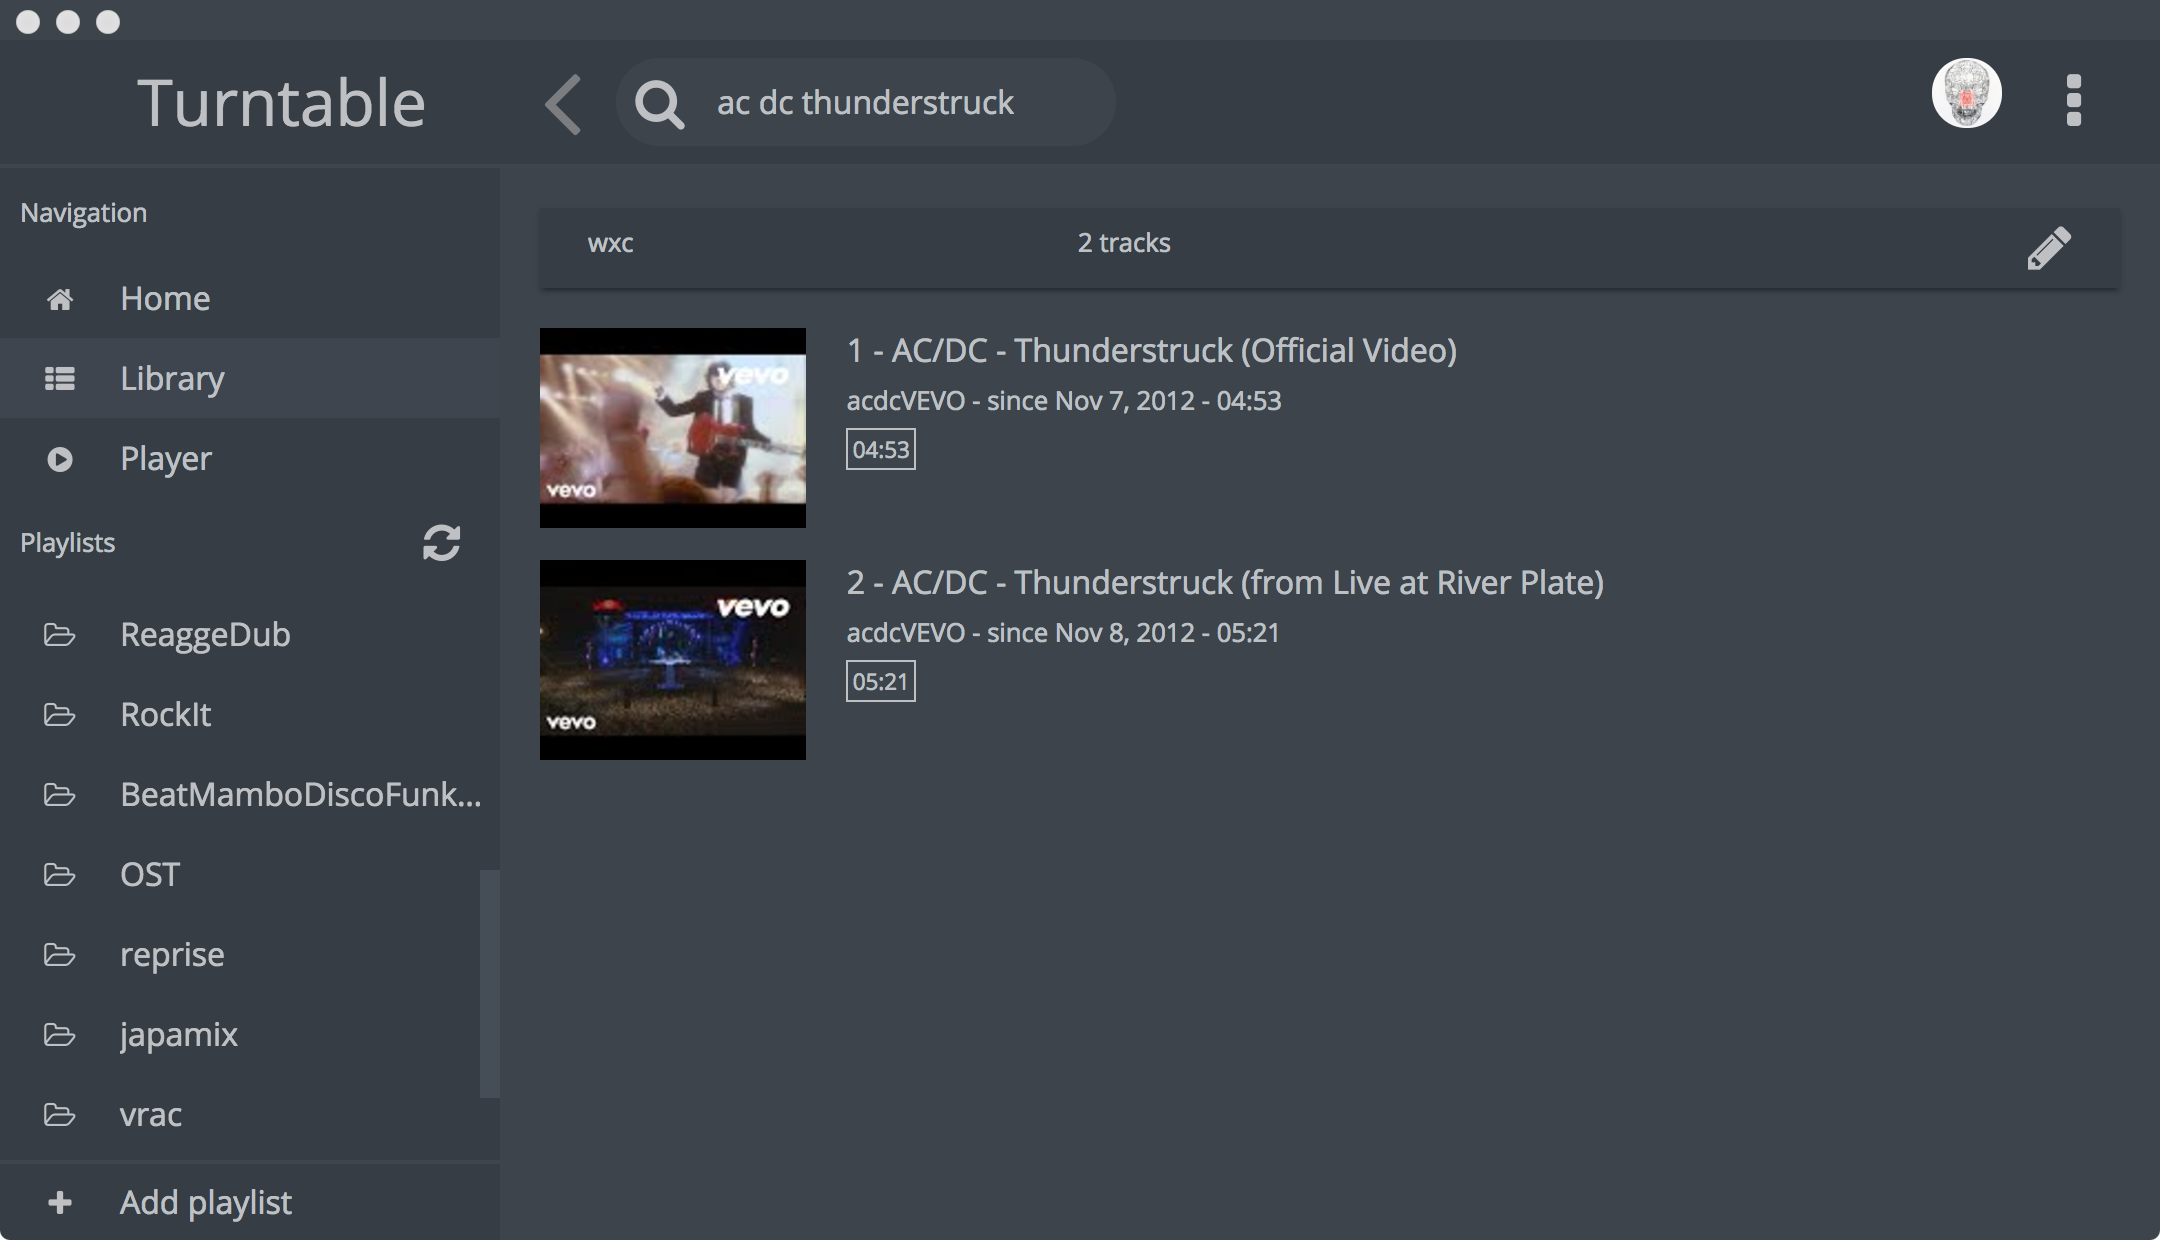 Turntable
ac dc thunderstruck
Navigation
Home
Library
Player
Playlists
ReaggeDub
RockIt
BeatMamboDiscoFunk...
OST
reprise
japamix
vrac
Add playlist
wxc
2 tracks
vevo
vevo
1 - AC/DC - Thunderstruck (Official Video)
acdcVEVO - since Nov 7, 2012 - 04:53
04:53
vevo
vevo
2 - AC/DC - Thunderstruck (from Live at River Plate)
acdcVEVO - since Nov 8, 2012 - 05:21
05:21